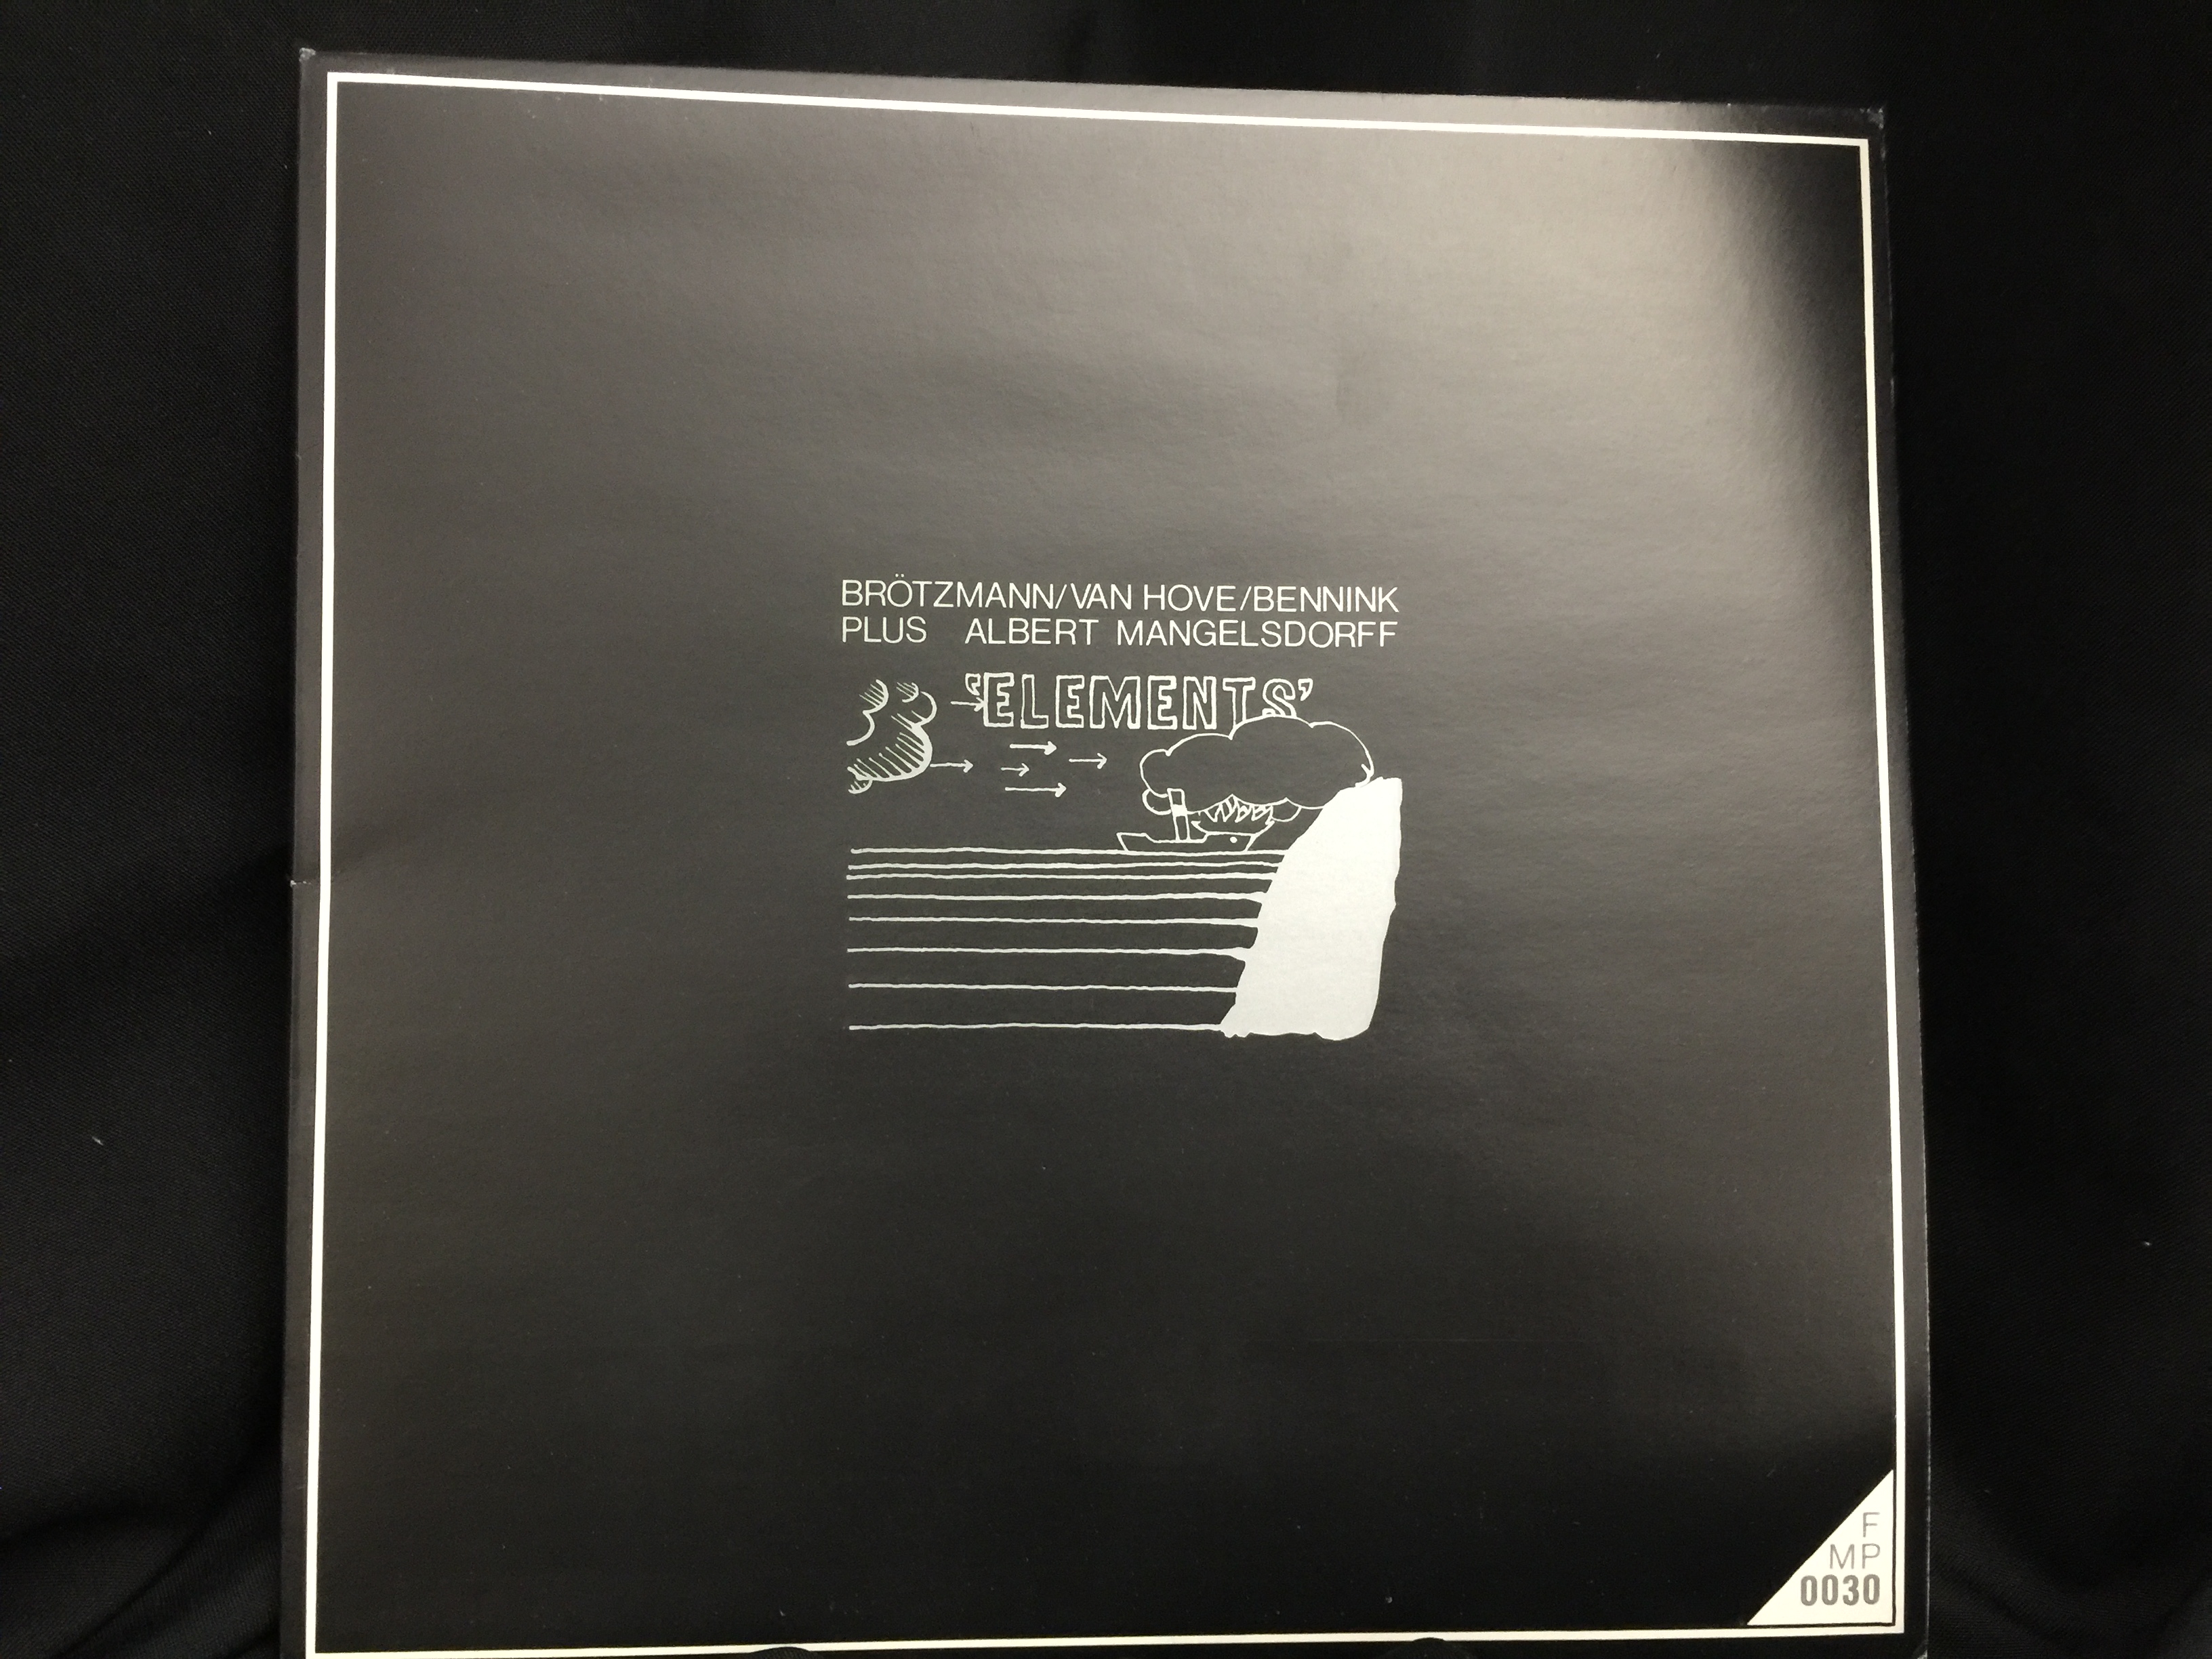 BRÖTZMANN/VAN HOVE/BENNINK
PLUS ALBERT MANGELSDORFF
'ELEMENTS'
F
MP
0030